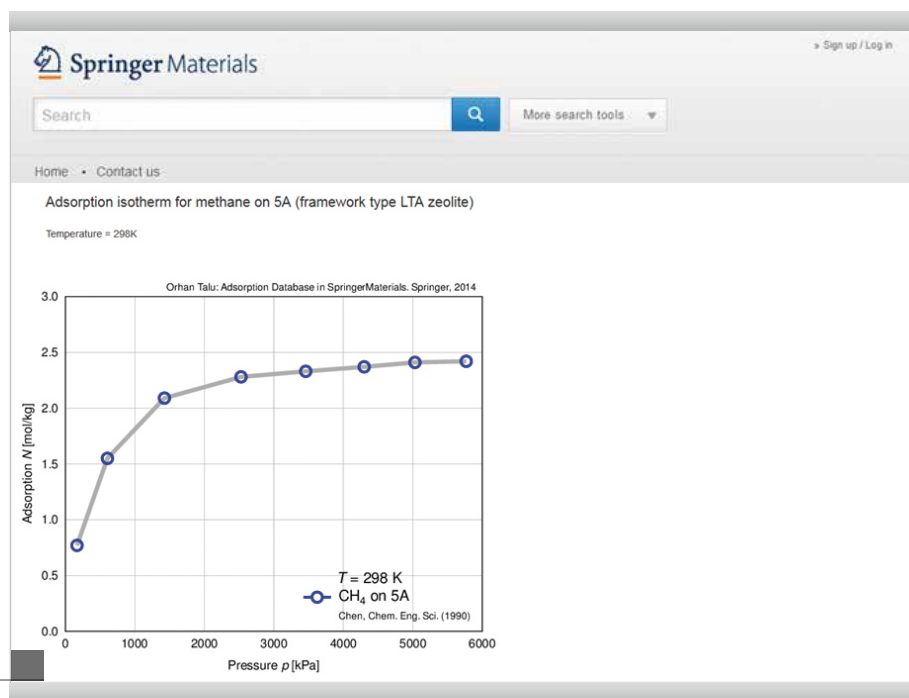 » Sign up / Log in
Springer Materials
Search
More search tools
Home • Contact us
Adsorption isotherm for methane on 5A (framework type LTA zeolite)
Temperature = 298K
Orhan Talu: Adsorption Database in SpringerMaterials. Springer, 2014
3.0
2.5
2.0
1.5
1.0
0.5
0.0
Adsorption N [mol/kg]
T = 298 K
CH₄ on 5A
Chen, Chem. Eng. Sci. (1990)
0 1000 2000 3000 4000 5000 6000
Pressure p [kPa]